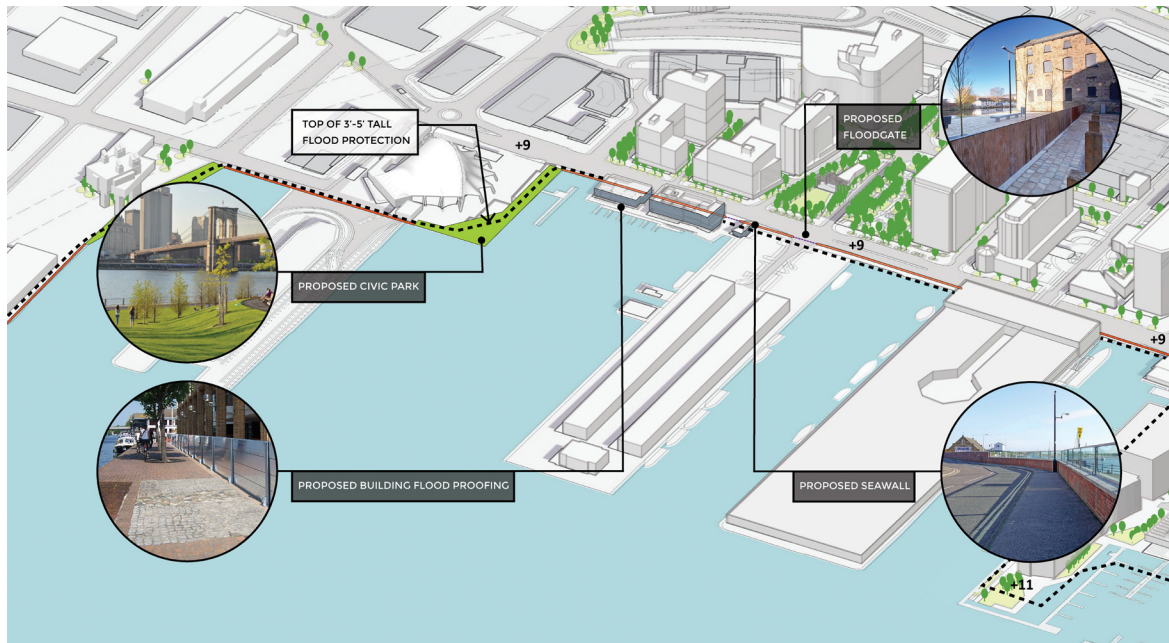 TOP OF 3'-5' TALL
FLOOD PROTECTION
+9
PROPOSED
FLOODGATE
+9
PROPOSED CIVIC PARK
+9
PROPOSED BUILDING FLOOD PROOFING
PROPOSED SEAWALL
+11